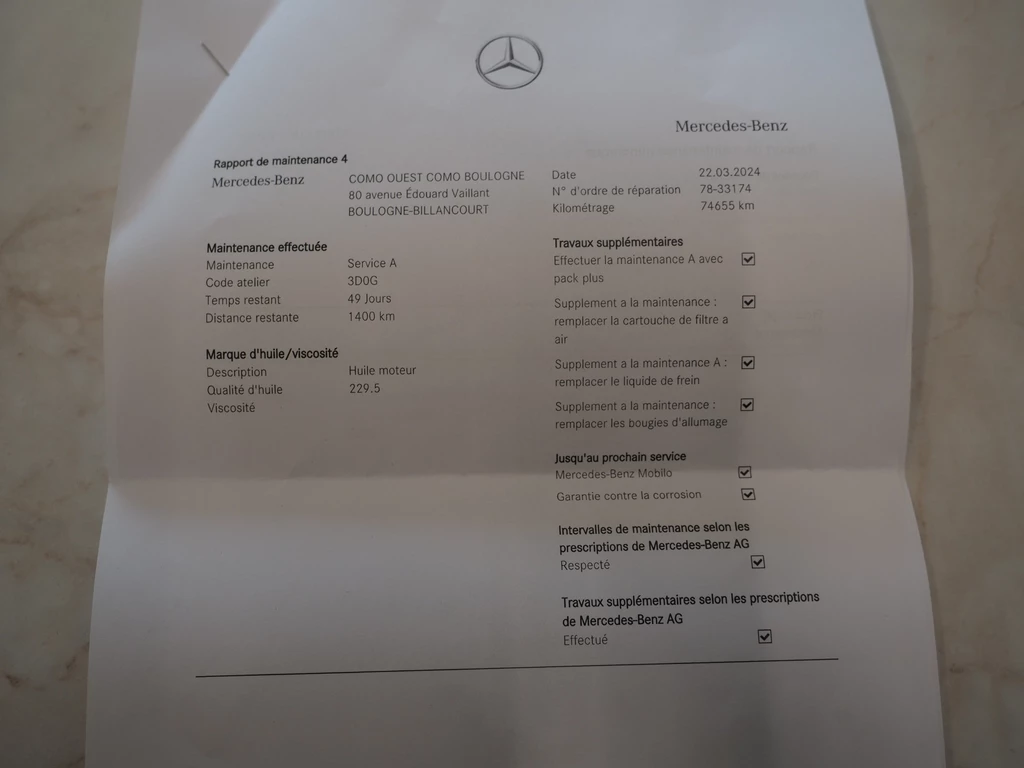 Mercedes-Benz
Rapport de maintenance 4
Mercedes-Benz
COMO OUEST COMO BOULOGNE
80 avenue Édouard Vaillant
BOULOGNE-BILLANCOURT
Date 22.03.2024
N° d'ordre de réparation 78-33174
Kilométrage 74655 km
Maintenance effectuée
Maintenance Service A
Code atelier 3D0G
Temps restant 49 Jours
Distance restante 1400 km
Marque d'huile/viscosité
Description Huile moteur
Qualité d'huile 229.5
Viscosité
Travaux supplémentaires
Effectuer la maintenance A avec
pack plus
Supplement a la maintenance :
remplacer la cartouche de filtre a
air
Supplement a la maintenance A :
remplacer le liquide de frein
Supplement a la maintenance :
remplacer les bougies d'allumage
Jusqu'au prochain service
Mercedes-Benz Mobilo
Garantie contre la corrosion
Intervalles de maintenance selon les
prescriptions de Mercedes-Benz AG
Respecté
Travaux supplémentaires selon les prescriptions
de Mercedes-Benz AG
Effectué